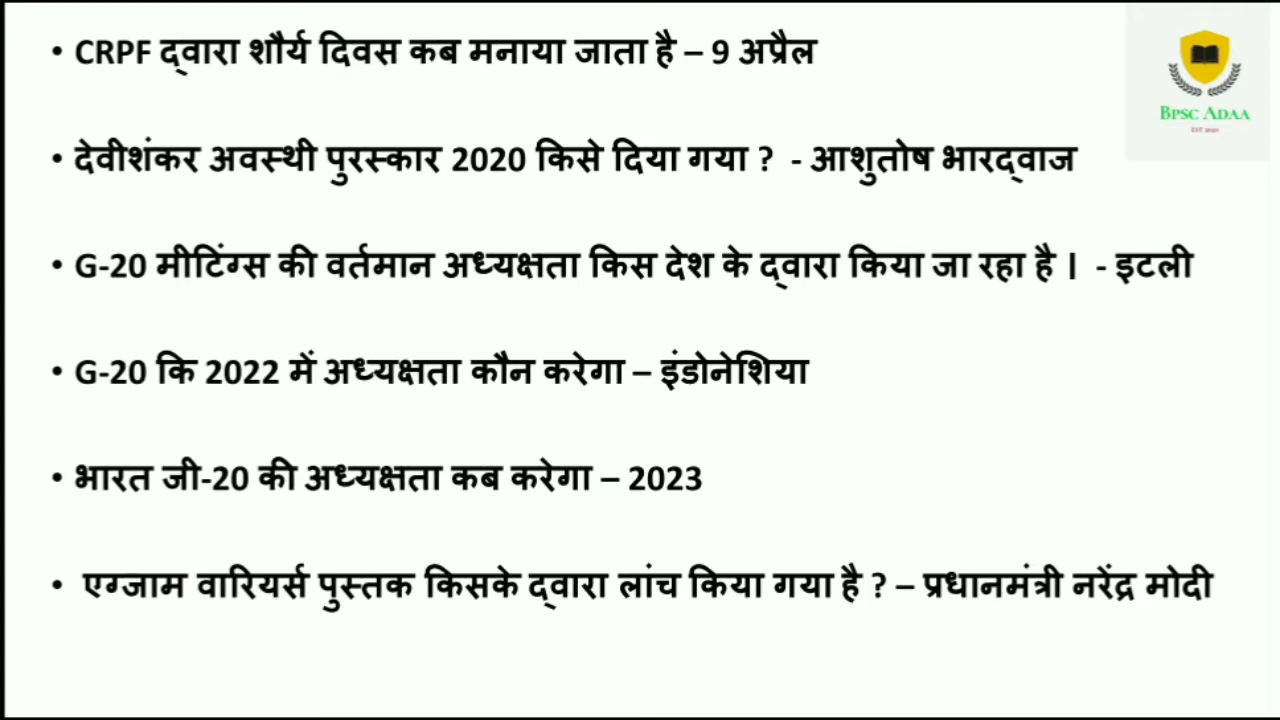 • CRPF द्वारा शौर्य दिवस कब मनाया जाता है – 9 अप्रैल
BPSC ADAA
• देवीशंकर अवस्थी पुरस्कार 2020 किसे दिया गया ? - आशुतोष भारद्वाज
• G-20 मीटिंग्स की वर्तमान अध्यक्षता किस देश के द्वारा किया जा रहा है । - इटली
• G-20 कि 2022 में अध्यक्षता कौन करेगा – इंडोनेशिया
• भारत जी-20 की अध्यक्षता कब करेगा – 2023
• एग्जाम वारियर्स पुस्तक किसके द्वारा लांच किया गया है ? – प्रधानमंत्री नरेंद्र मोदी